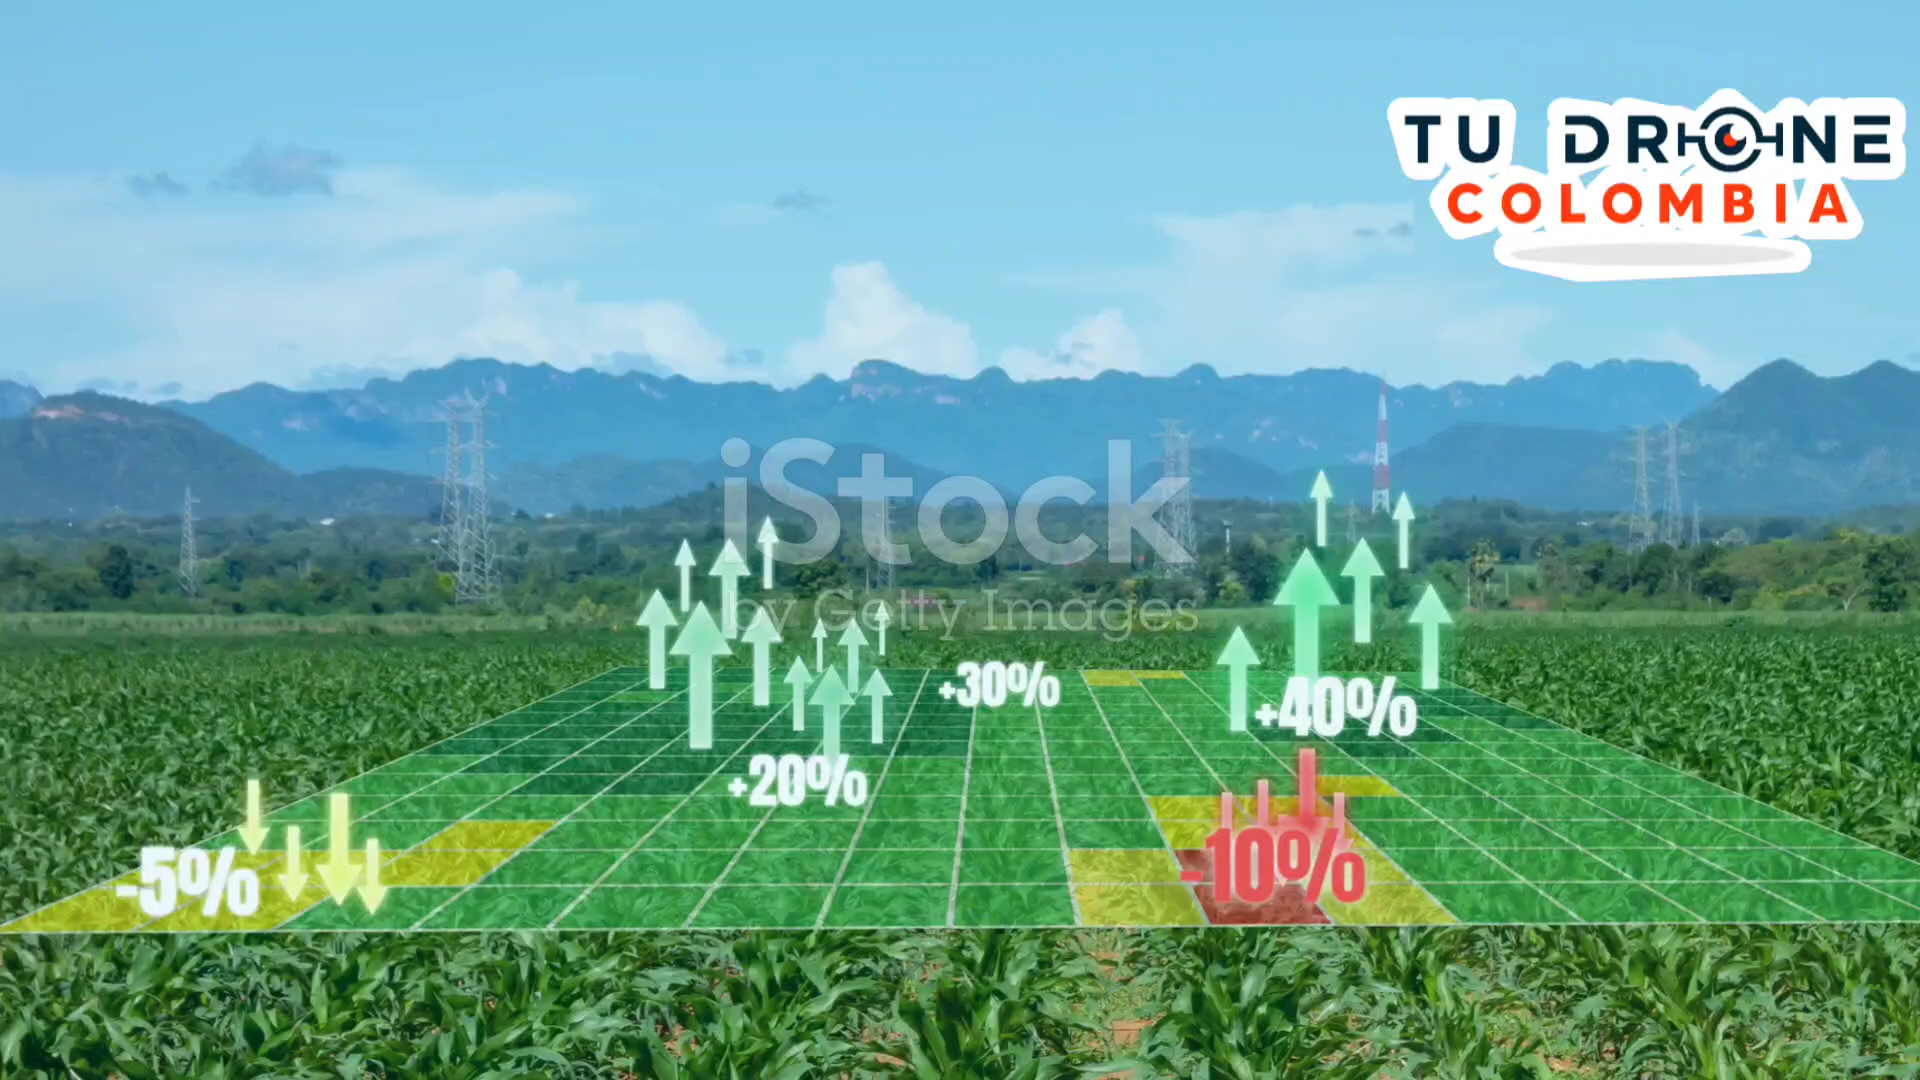 TU DRONE
COLOMBIA
iStock
by Getty Images
+30%
+40%
+20%
-10%
-5%